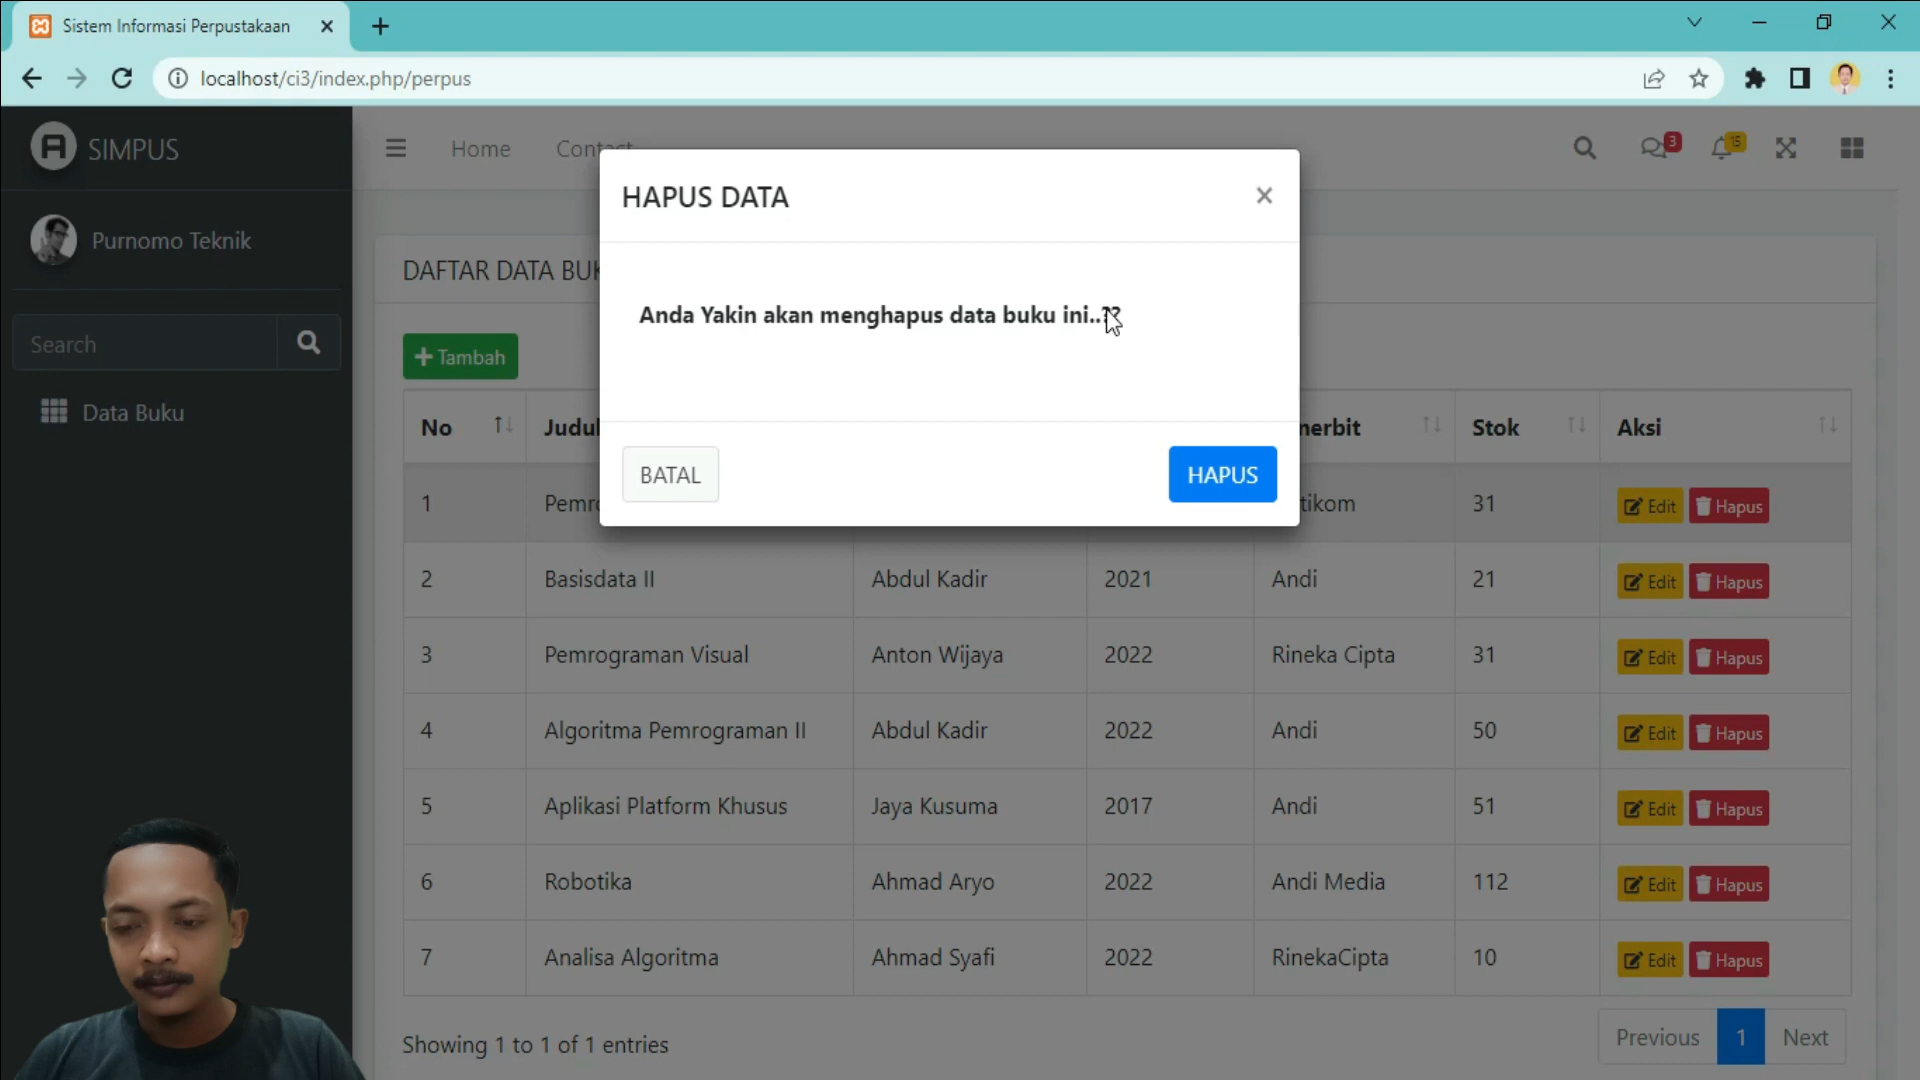 Sistem Informasi Perpustakaan
localhost/ci3/index.php/perpus
SIMPUS
Home
3
15
HAPUS DATA
×
Purnomo Teknik
DAFTAR DATA
Anda Yakin akan menghapus data buku ini..??
Search
Tambah
No Stok Aksi
BATAL HAPUS
1 31 Edit Hapus
2 Basisdata II Abdul Kadir 2021 Andi 21 Edit Hapus
Data Buku
3 Pemrograman Visual Anton Wijaya 2022 Rineka Cipta 31 Edit Hapus
4 Algoritma Pemrograman II Abdul Kadir 2022 Andi 50 Edit Hapus
5 Aplikasi Platform Khusus Jaya Kusuma 2017 Andi 51 Edit Hapus
6 Robotika Ahmad Aryo 2022 Andi Media 112 Edit Hapus
7 Analisa Algoritma Ahmad Syafi 2022 RinekaCipta 10 Edit Hapus
Showing 1 to 1 of 1 entries
Previous 1 Next